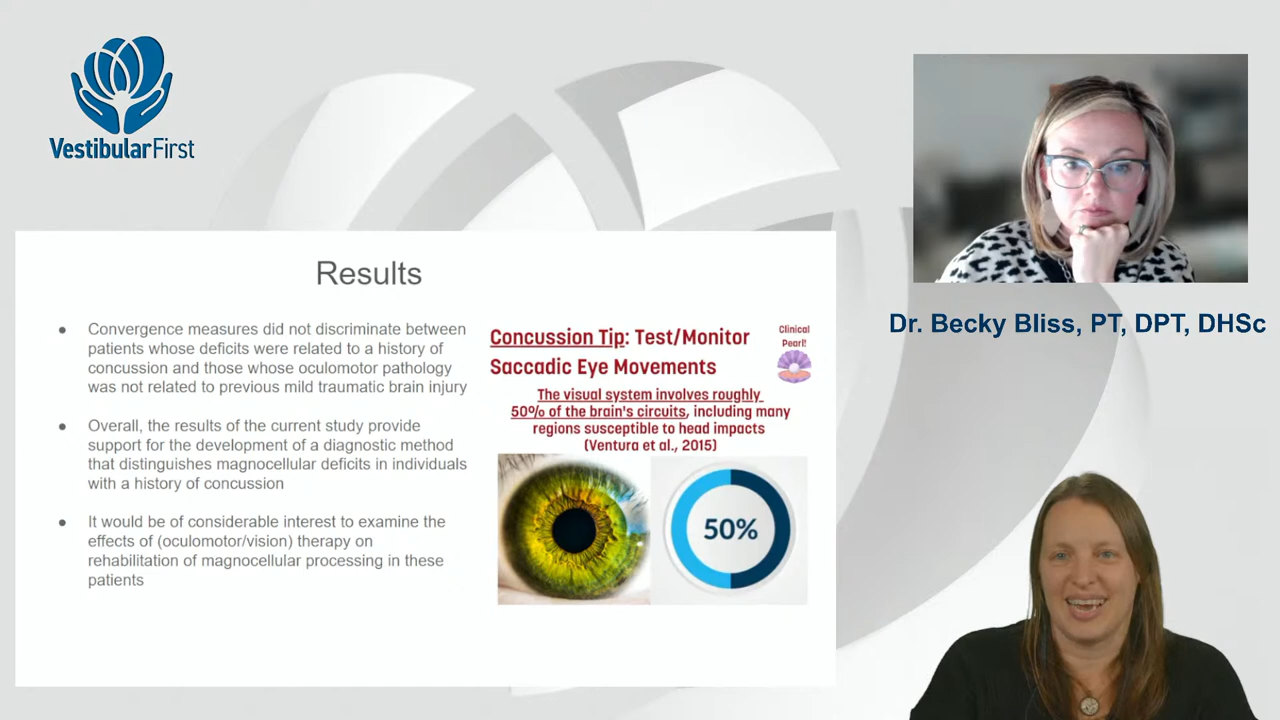 VestibularFirst
Results
● Convergence measures did not discriminate between
patients whose deficits were related to a history of
concussion and those whose oculomotor pathology
was not related to previous mild traumatic brain injury
● Overall, the results of the current study provide
support for the development of a diagnostic method
that distinguishes magnocellular deficits in individuals
with a history of concussion
● It would be of considerable interest to examine the
effects of (oculomotor/vision) therapy on
rehabilitation of magnocellular processing in these
patients
Concussion Tip: Test/Monitor
Saccadic Eye Movements
Clinical
Pearl!
The visual system involves roughly
50% of the brain's circuits, including many
regions susceptible to head impacts
(Ventura et al., 2015)
50%
Dr. Becky Bliss, PT, DPT, DHSc